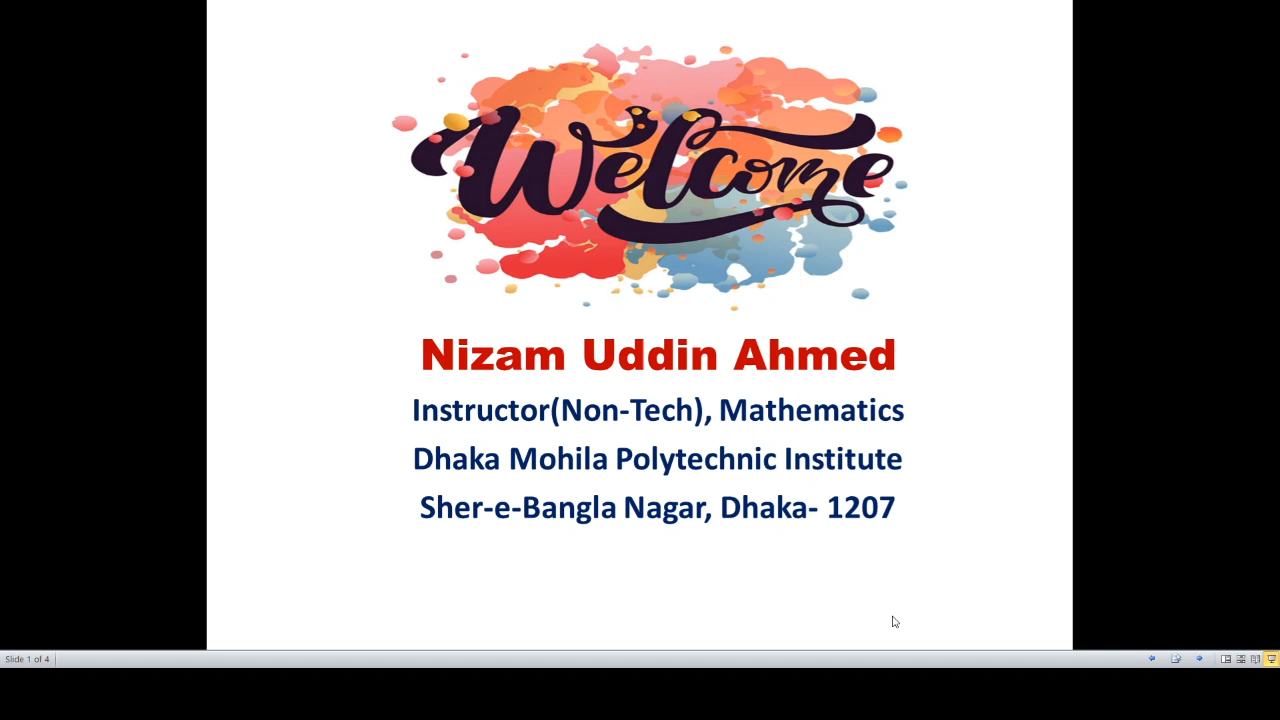 Welcome
Nizam Uddin Ahmed
Instructor(Non-Tech), Mathematics
Dhaka Mohila Polytechnic Institute
Sher-e-Bangla Nagar, Dhaka- 1207
Slide 1 of 4